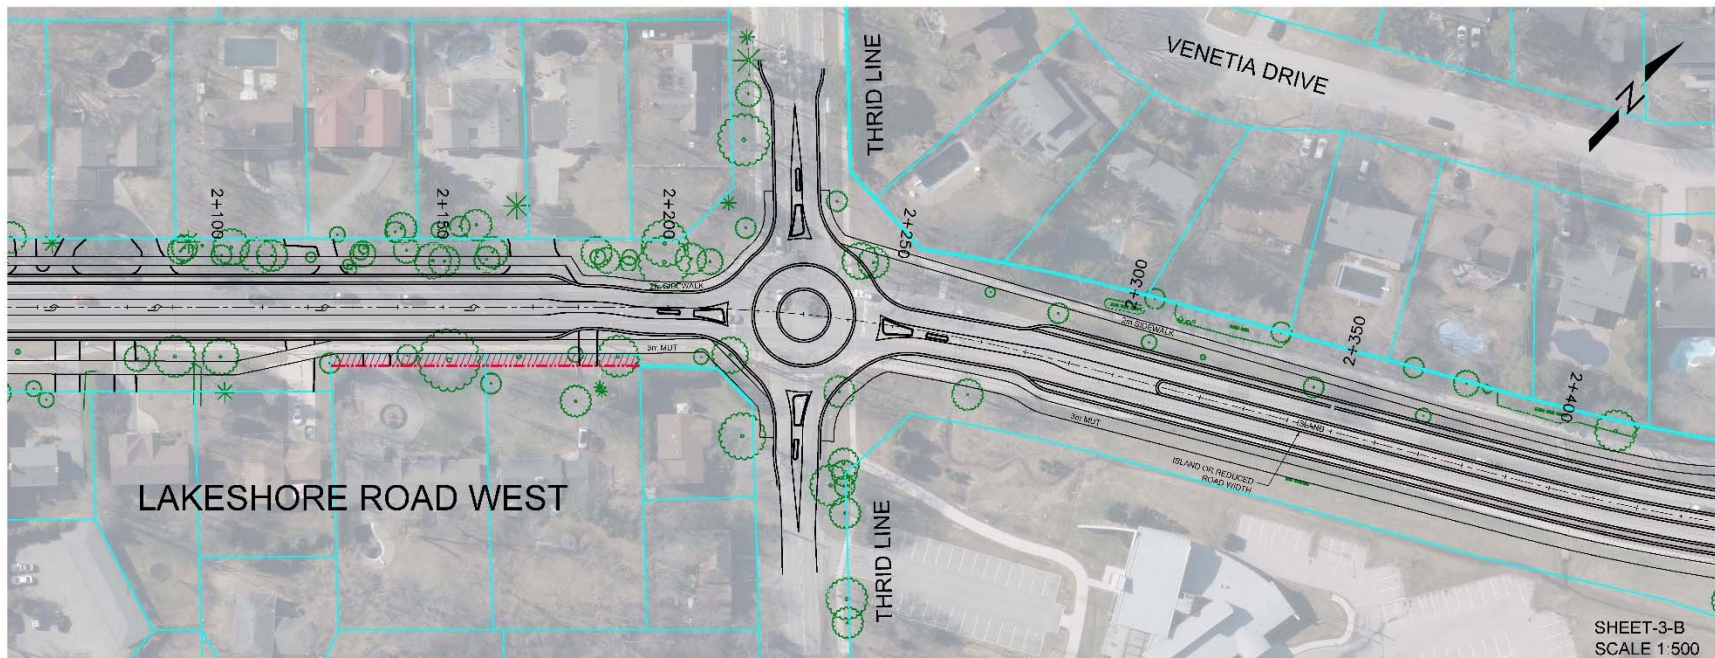 THRID LINE
VENETIA DRIVE
N
2+100
2+150
2+200
2+250
2+300
2+350
2+400
2m SIDEWALK
2m SIDEWALK
3m MUT
3m MUT
ISLAND
ISLAND OR REDUCED
ROAD WIDTH
LAKESHORE ROAD WEST
THRID LINE
SHEET-3-B
SCALE 1:500